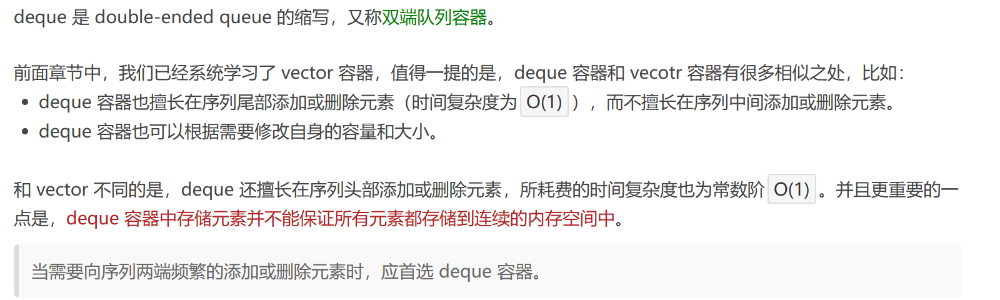 deque 是 double-ended queue 的缩写，又称双端队列容器。
前面章节中，我们已经系统学习了 vector 容器，值得一提的是，deque 容器和 vecotr 容器有很多相似之处，比如：
• deque 容器也擅长在序列尾部添加或删除元素（时间复杂度为 O(1) ），而不擅长在序列中间添加或删除元素。
• deque 容器也可以根据需要修改自身的容量和大小。
和 vector 不同的是，deque 还擅长在序列头部添加或删除元素，所耗费的时间复杂度也为常数阶 O(1) 。并且更重要的一
点是，deque 容器中存储元素并不能保证所有元素都存储到连续的内存空间中。
当需要向序列两端频繁的添加或删除元素时，应首选 deque 容器。